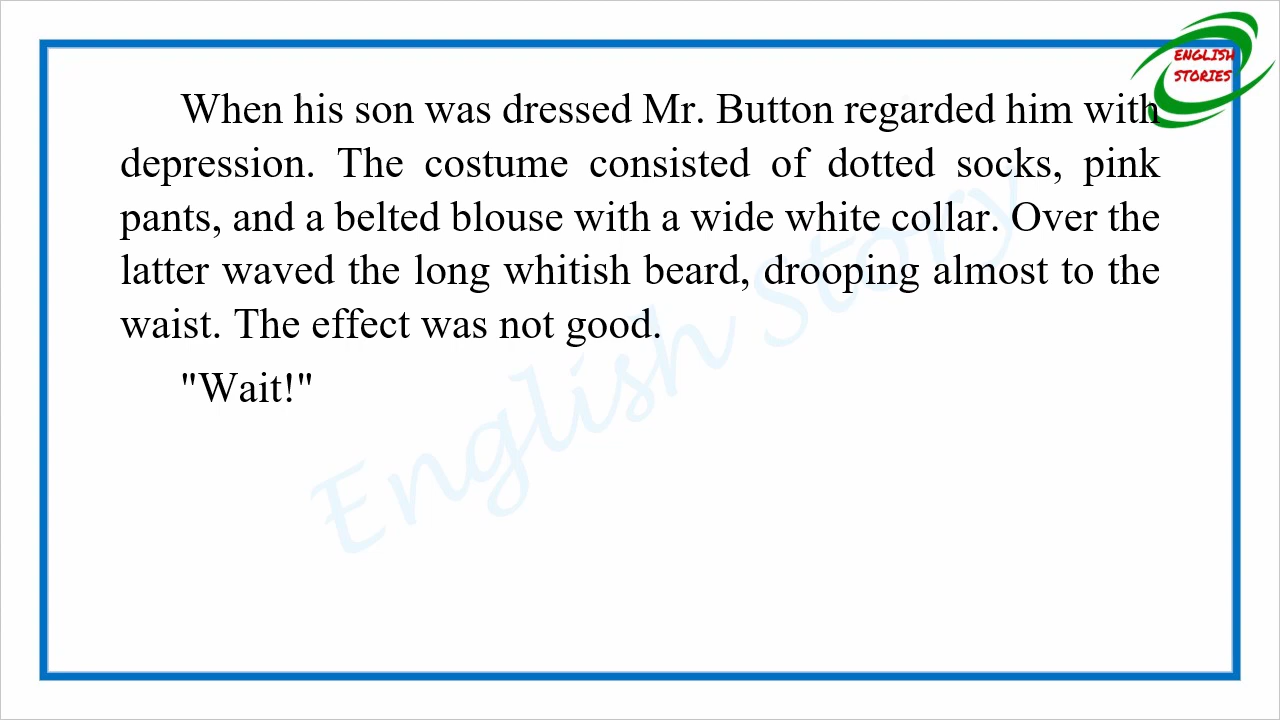 ENGLISH
STORIES
When his son was dressed Mr. Button regarded him with
depression. The costume consisted of dotted socks, pink
pants, and a belted blouse with a wide white collar. Over the
latter waved the long whitish beard, drooping almost to the
waist. The effect was not good.
"Wait!"
English Story